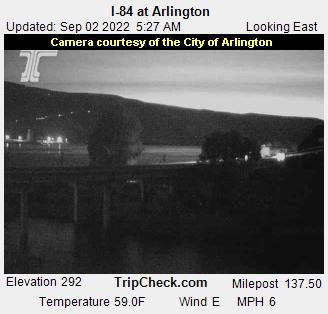 I-84 at Arlington
Updated: Sep 02 2022 5:27 AM Looking East
Camera courtesy of the City of Arlington
Elevation 292 TripCheck.com Milepost 137.50
Temperature 59.0F Wind E MPH 6